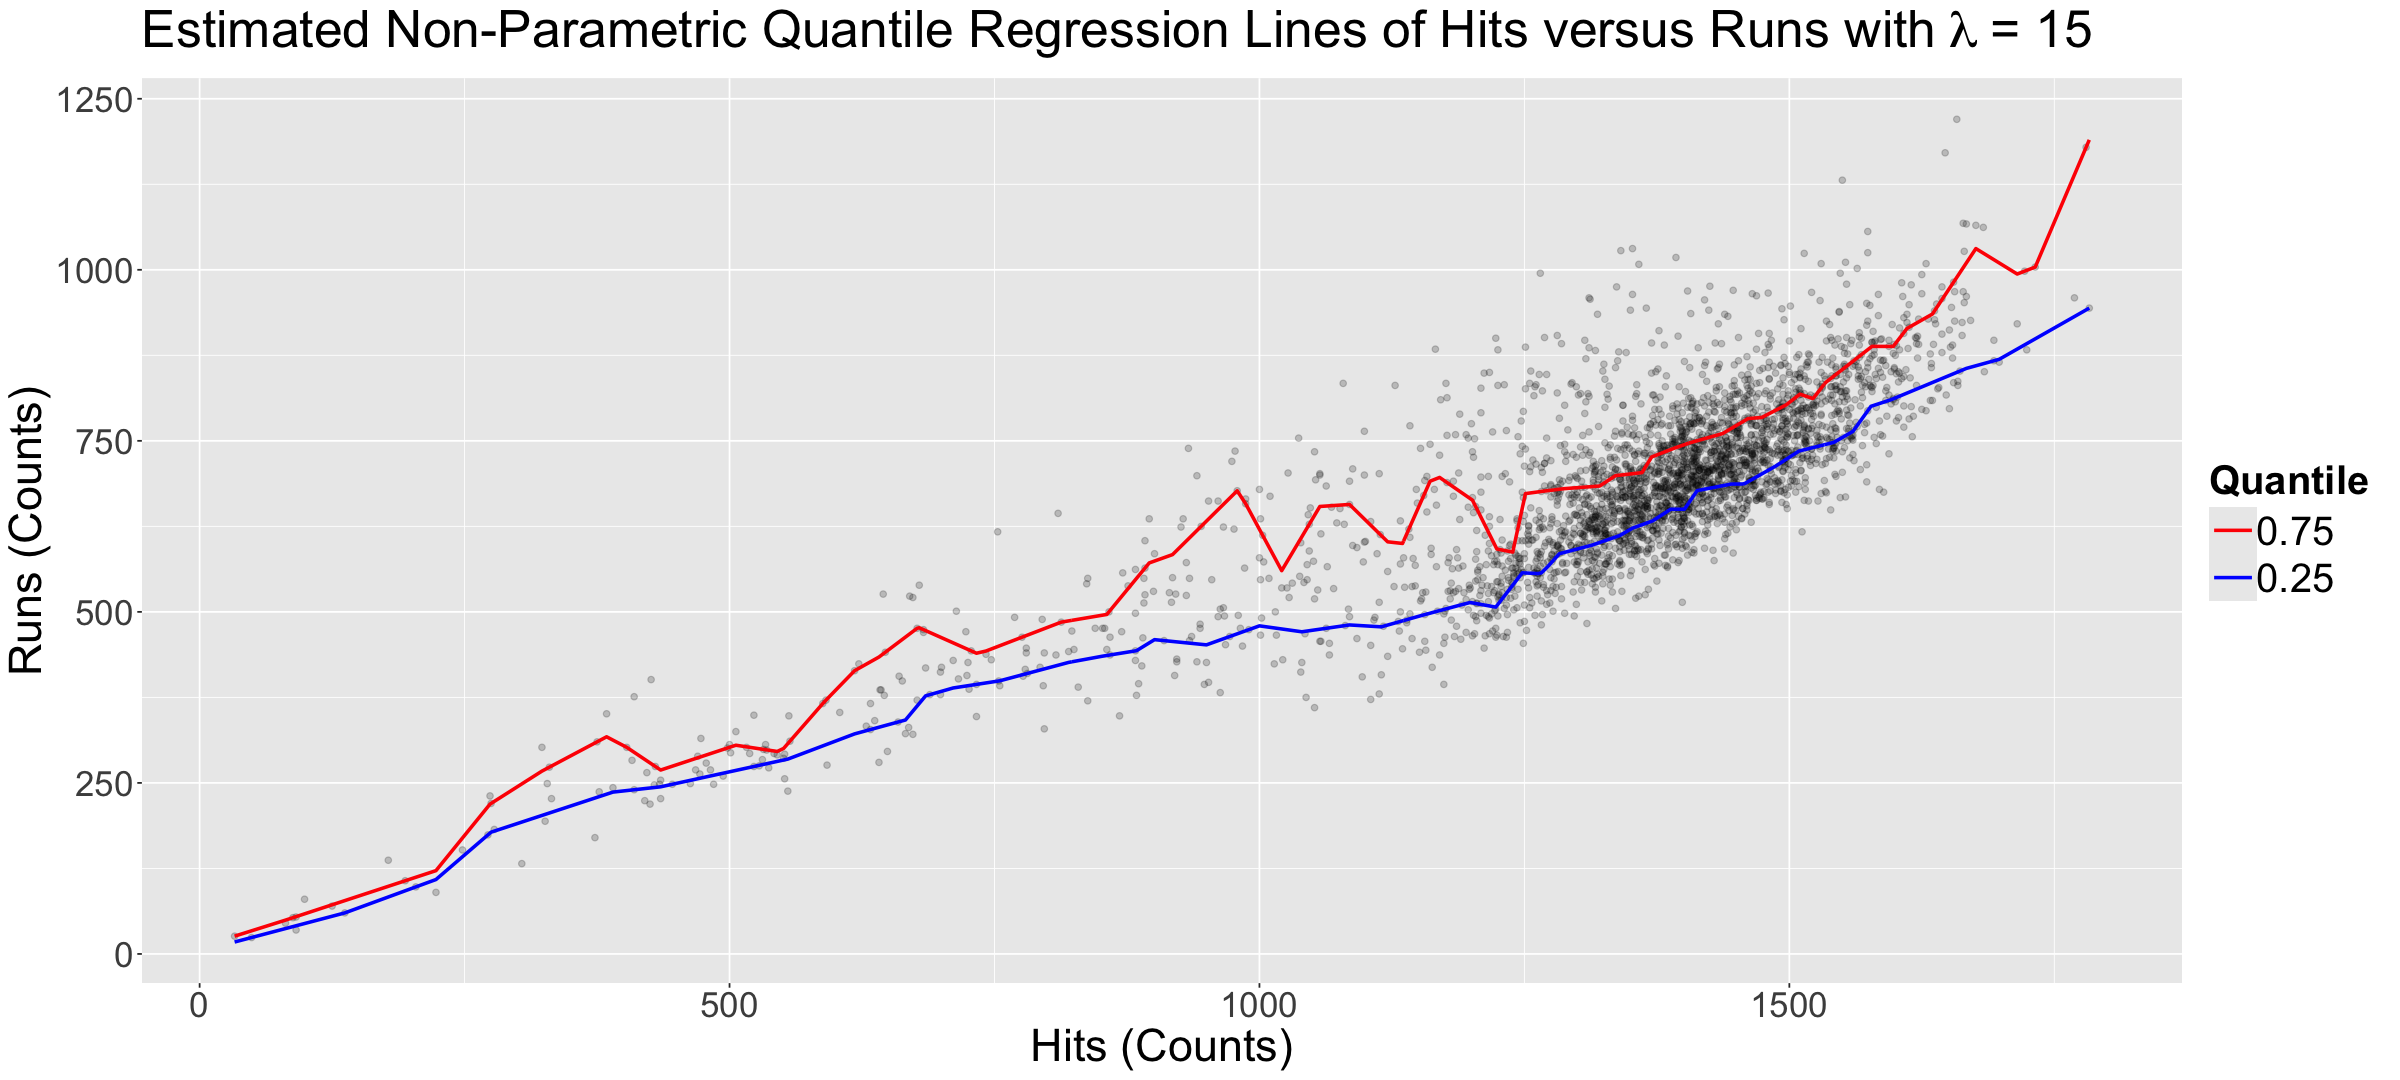 Estimated Non-Parametric Quantile Regression Lines of Hits versus Runs with λ = 15
1250
1000
750
500
250
0
Runs (Counts)
0 500 1000 1500
Hits (Counts)
Quantile
0.75
0.25